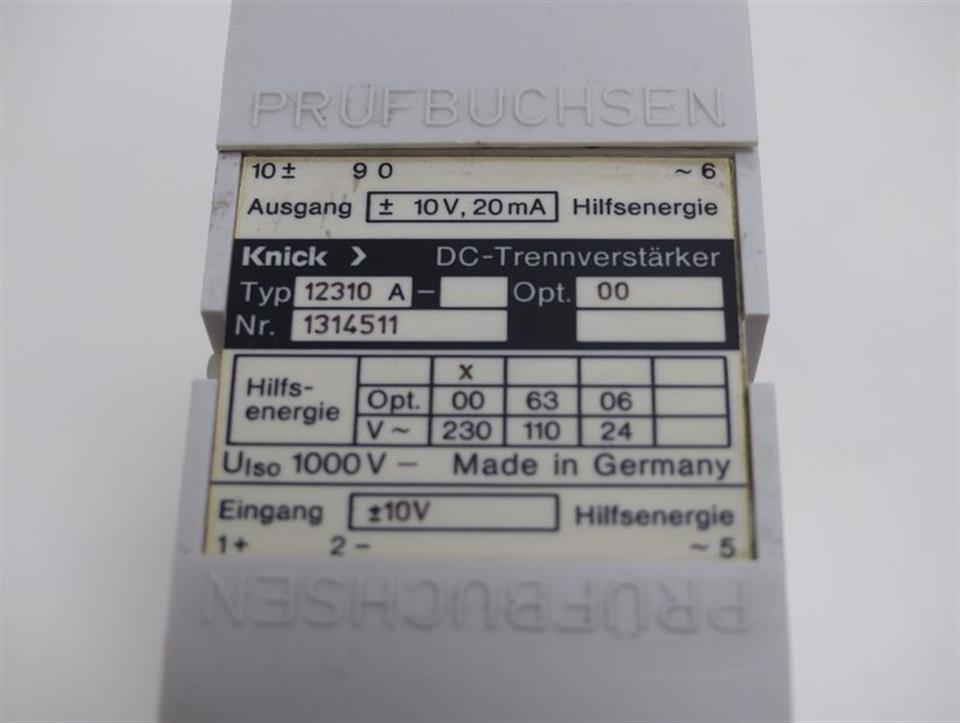 PRÜFBUCHSEN
10 ± 9 0 ~ 6
Ausgang ± 10V, 20mA Hilfsenergie
Knick > DC-Trennverstärker
Typ 12310 A – Opt. 00
Nr. 1314511
x
Hilfs-
energie
Opt. 00 63 06
V~ 230 110 24
UIso 1000V – Made in Germany
Eingang ±10V Hilfsenergie
1+ 2 – ~ 5
PRÜFBUCHSEN